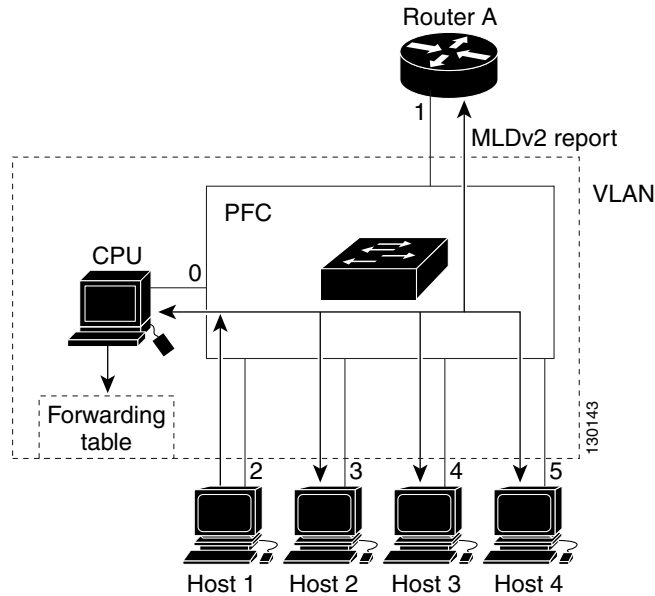 Router A
1
MLDv2 report
VLAN
PFC
CPU
0
Forwarding
table
130143
2
3
4
5
Host 1
Host 2
Host 3
Host 4